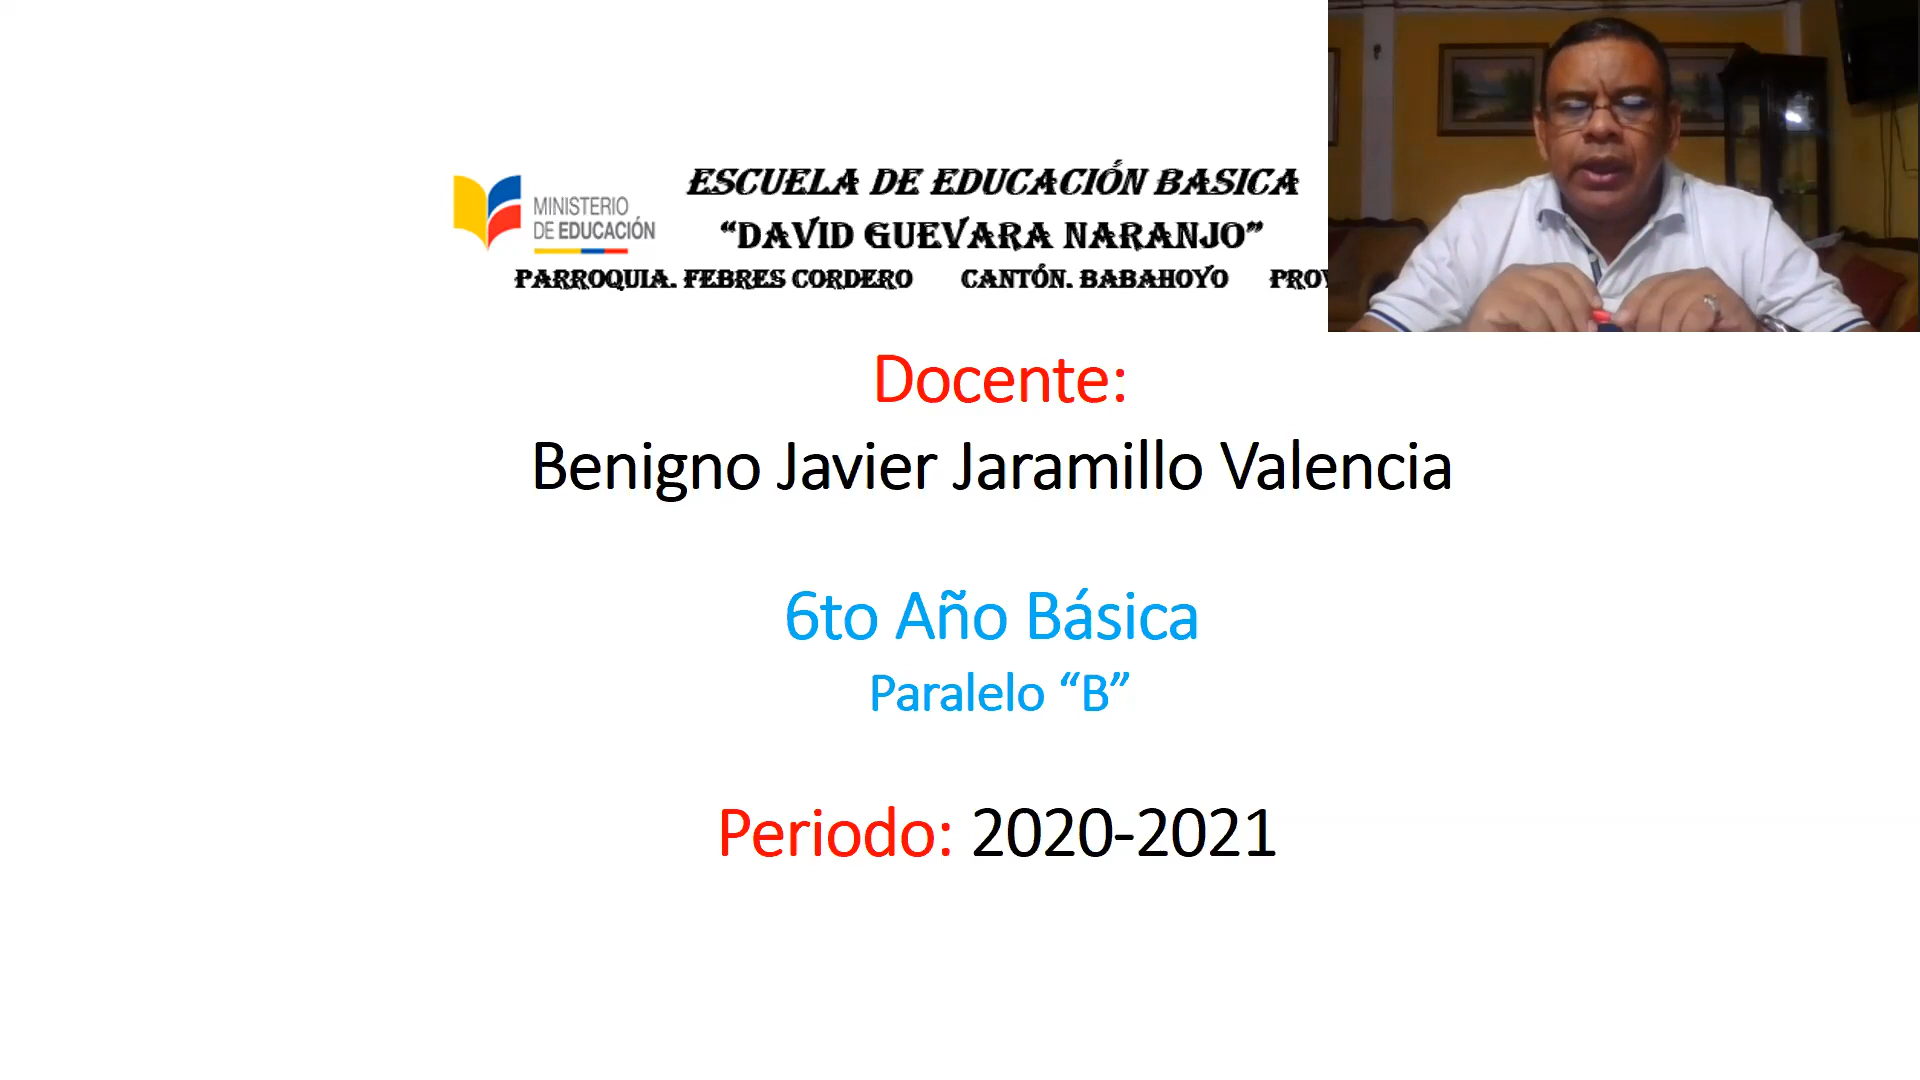 MINISTERIO
DE EDUCACIÓN
ESCUELA DE EDUCACIÓN BASICA
“DAVID GUEVARA NARANJO”
PARROQUIA. FEBRES CORDERO CANTÓN. BABAHOYO
Docente:
Benigno Javier Jaramillo Valencia
6to Año Básica
Paralelo “B”
Periodo: 2020-2021